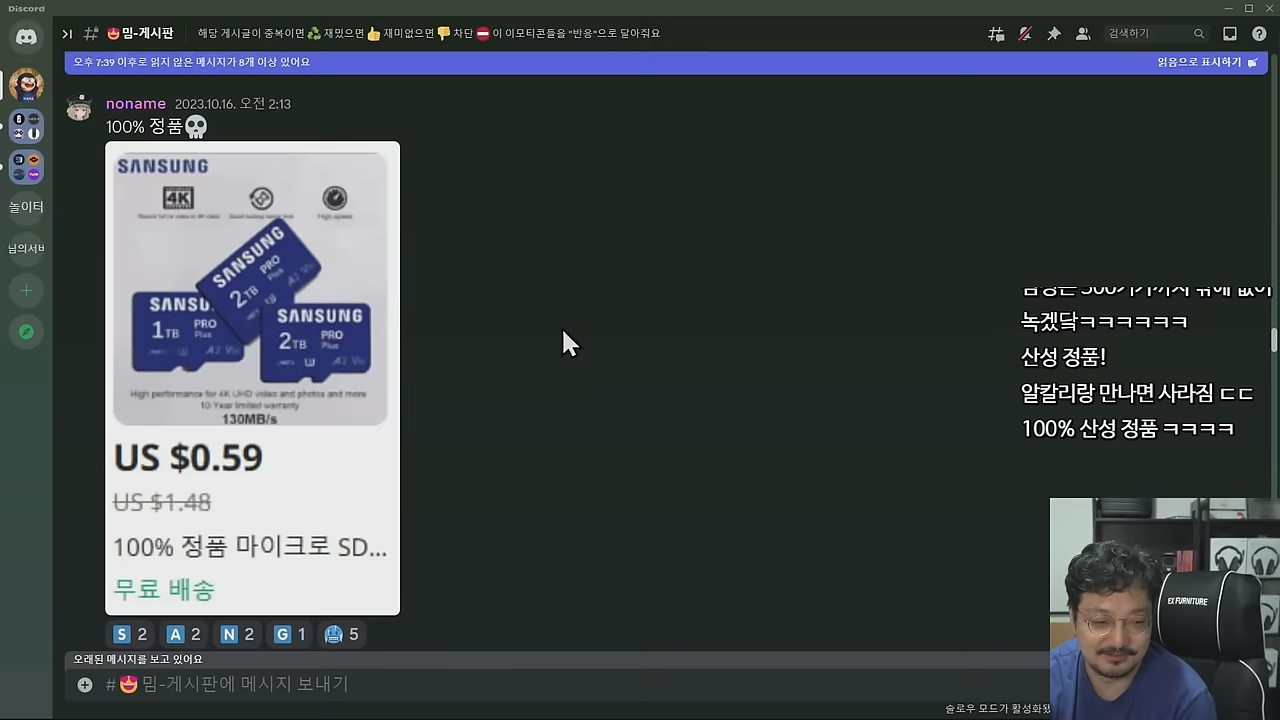 Discord
밈-게시판
해당 게시글이 중복이면♻️ 재밌으면👍 재미없으면👎 차단⛔ 이 이모티콘들을 "반응"으로 달아줘요
검색하기
오후 7:39 이후로 읽지 않은 메시지가 8개 이상 있어요
읽음으로 표시하기
noname 2023.10.16. 오전 2:13
100% 정품💀
SANSUNG
4K
High speed
SANSUNG
2TB PRO Plus
SANSU
1TB PRO Plus
A2
SANSUNG
2TB PRO Plus
High performance for 4K UHD video and photos and more
10-Year limited warranty
130MB/s
US $0.59
US $1.48
100% 정품 마이크로 SD...
무료 배송
S 2 A 2 N 2 G 1 🥶 5
놀이터
님의서버
녹겠닼ㅋㅋㅋㅋㅋㅋ
산성 정품!
알칼리랑 만나면 사라짐 ㄷㄷ
100% 산성 정품 ㅋㅋㅋㅋ
EX FURNITURE
오래된 메시지를 보고 있어요
#😍밈-게시판에 메시지 보내기
슬로우 모드가 활성화됐